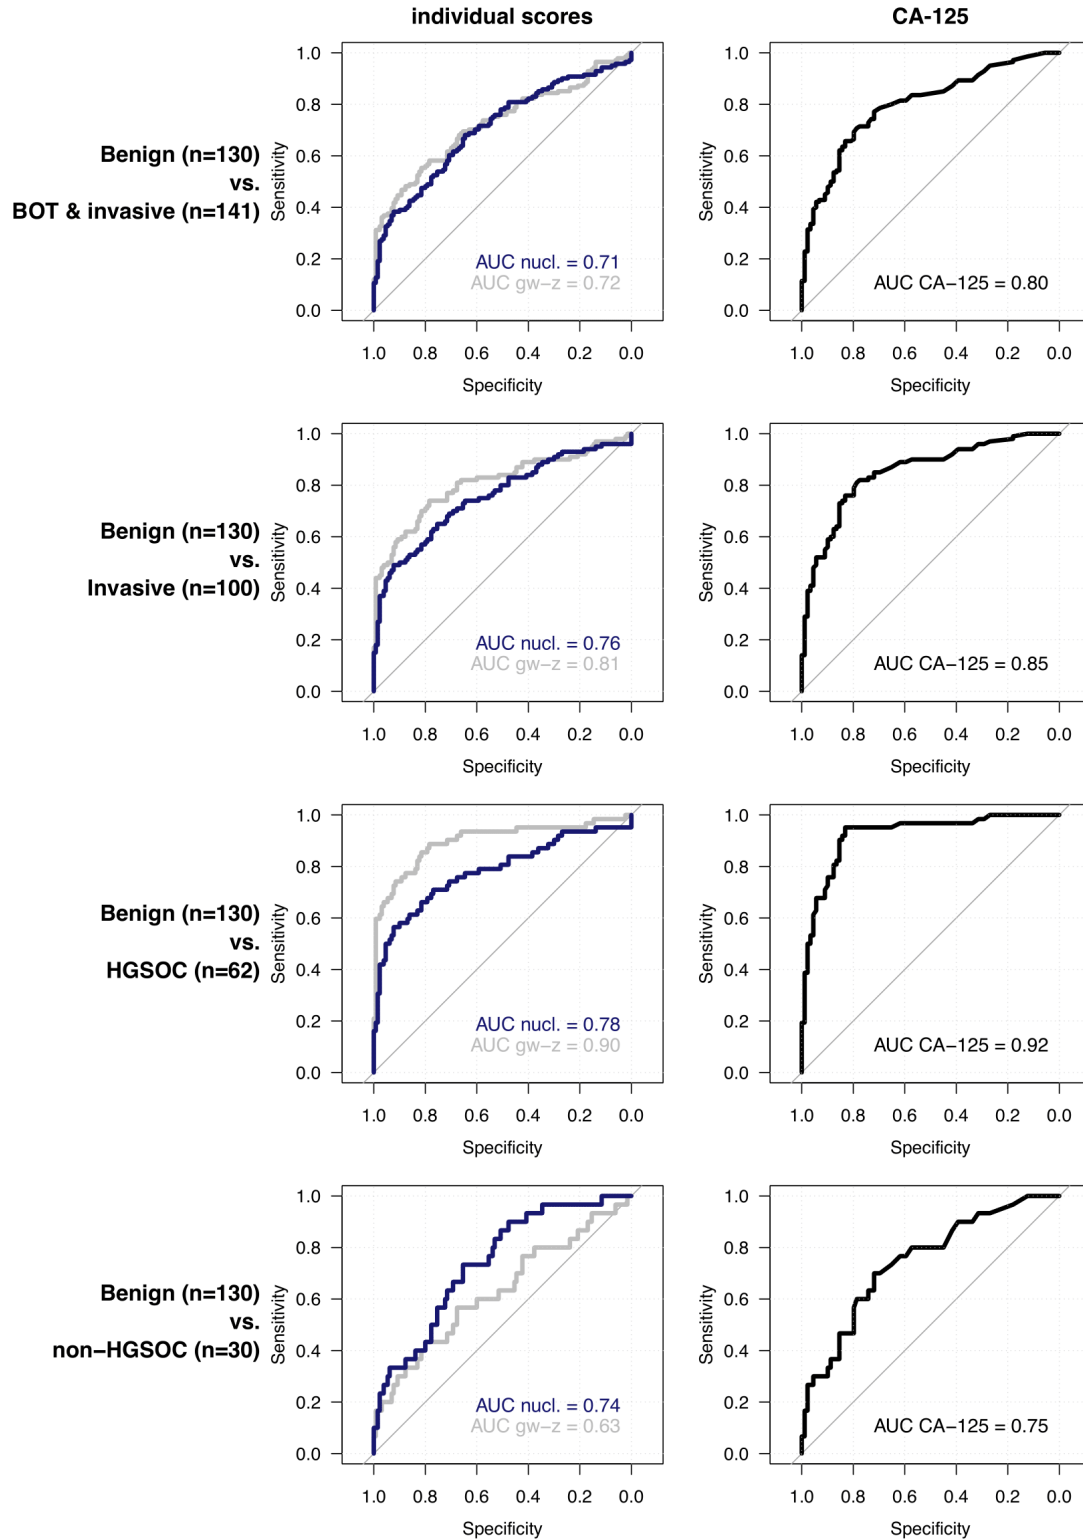 individual scores
CA-125
Benign (n=130)
vs.
BOT & invasive (n=141)
Sensitivity
1.0
0.8
0.6
0.4
0.2
0.0
AUC nucl. = 0.71
AUC gw−z = 0.72
1.0 0.8 0.6 0.4 0.2 0.0
Specificity
Sensitivity
1.0
0.8
0.6
0.4
0.2
0.0
AUC CA−125 = 0.80
1.0 0.8 0.6 0.4 0.2 0.0
Specificity
Benign (n=130)
vs.
Invasive (n=100)
Sensitivity
1.0
0.8
0.6
0.4
0.2
0.0
AUC nucl. = 0.76
AUC gw−z = 0.81
1.0 0.8 0.6 0.4 0.2 0.0
Specificity
Sensitivity
1.0
0.8
0.6
0.4
0.2
0.0
AUC CA−125 = 0.85
1.0 0.8 0.6 0.4 0.2 0.0
Specificity
Benign (n=130)
vs.
HGSOC (n=62)
Sensitivity
1.0
0.8
0.6
0.4
0.2
0.0
AUC nucl. = 0.78
AUC gw−z = 0.90
1.0 0.8 0.6 0.4 0.2 0.0
Specificity
Sensitivity
1.0
0.8
0.6
0.4
0.2
0.0
AUC CA−125 = 0.92
1.0 0.8 0.6 0.4 0.2 0.0
Specificity
Benign (n=130)
vs.
non−HGSOC (n=30)
Sensitivity
1.0
0.8
0.6
0.4
0.2
0.0
AUC nucl. = 0.74
AUC gw−z = 0.63
1.0 0.8 0.6 0.4 0.2 0.0
Specificity
Sensitivity
1.0
0.8
0.6
0.4
0.2
0.0
AUC CA−125 = 0.75
1.0 0.8 0.6 0.4 0.2 0.0
Specificity